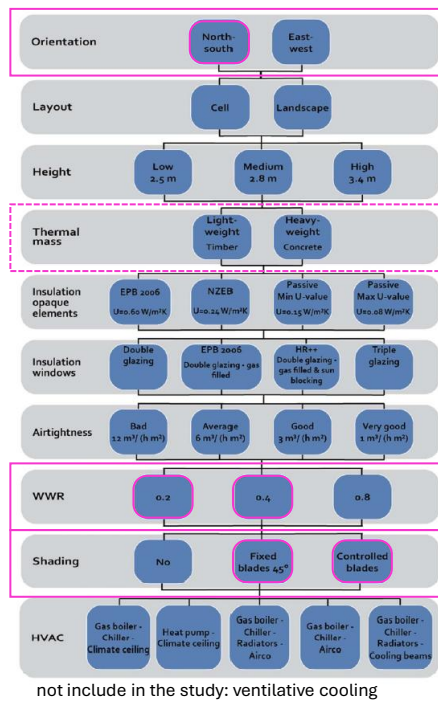 Orientation
North-
south
East-
west
Layout
Cell
Landscape
Height
Low
2.5 m
Medium
2.8 m
High
3.4 m
Thermal
mass
Light-
weight
Timber
Heavy-
weight
Concrete
Insulation
opaque
elements
EPB 2006
U=0.60 W/m²K
NZEB
U=0.24 W/m²K
Passive
Min U-value
U=0.15 W/m²K
Passive
Max U-value
U=0.08 W/m²K
Insulation
windows
Double
glazing
EPB 2006
Double glazing - gas
filled
HR++
Double glazing -
gas filled & sun
blocking
Triple
glazing
Airtightness
Bad
12 m³/ (h m²)
Average
6 m³/ (h m²)
Good
3 m³/ (h m²)
Very good
1 m³/ (h m²)
WWR
0.2
0.4
0.8
Shading
No
Fixed
blades 45°
Controlled
blades
HVAC
Gas boiler -
Chiller -
Climate ceiling
Heat pump -
Climate ceiling
Gas boiler -
Chiller -
Radiators -
Airco
Gas boiler -
Chiller -
Airco
Gas boiler -
Chiller -
Radiators -
Cooling beams
not include in the study: ventilative cooling